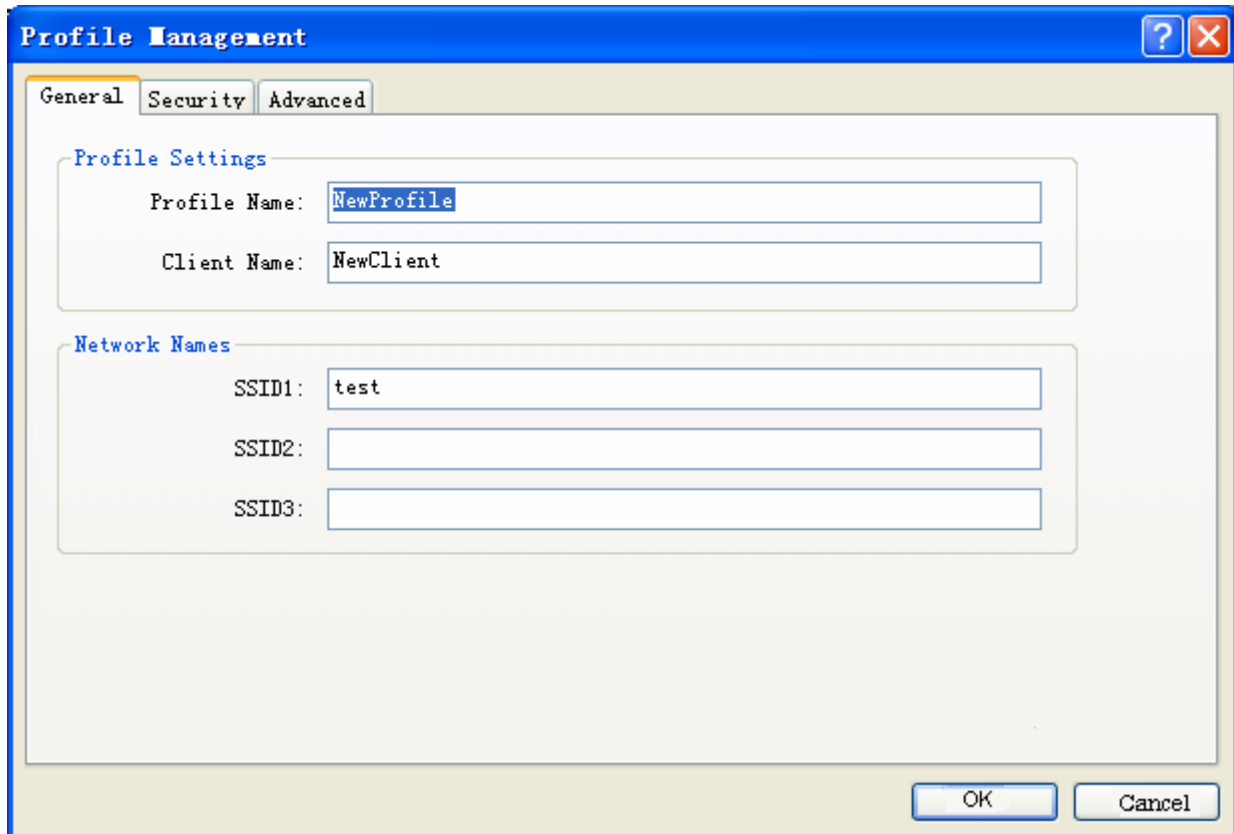 Profile Management
?
General Security Advanced
Profile Settings
Profile Name: NewProfile
Client Name: NewClient
Network Names
SSID1: test
SSID2:
SSID3:
OK Cancel